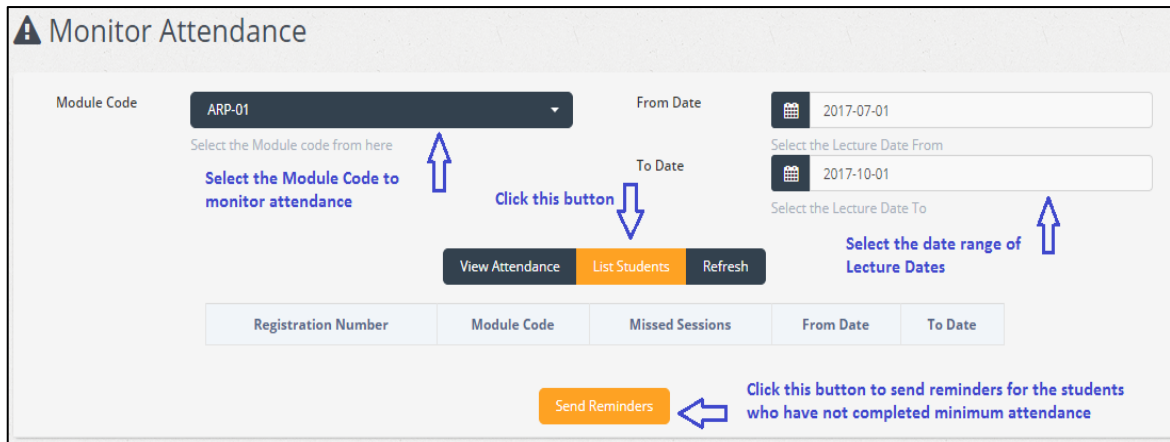 Monitor Attendance
Module Code
ARP-01
Select the Module code from here
Select the Module Code to
monitor attendance
From Date
2017-07-01
Select the Lecture Date From
To Date
2017-10-01
Select the Lecture Date To
Click this button
Select the date range of
Lecture Dates
View Attendance List Students Refresh
Registration Number Module Code Missed Sessions From Date To Date
Send Reminders
Click this button to send reminders for the students
who have not completed minimum attendance